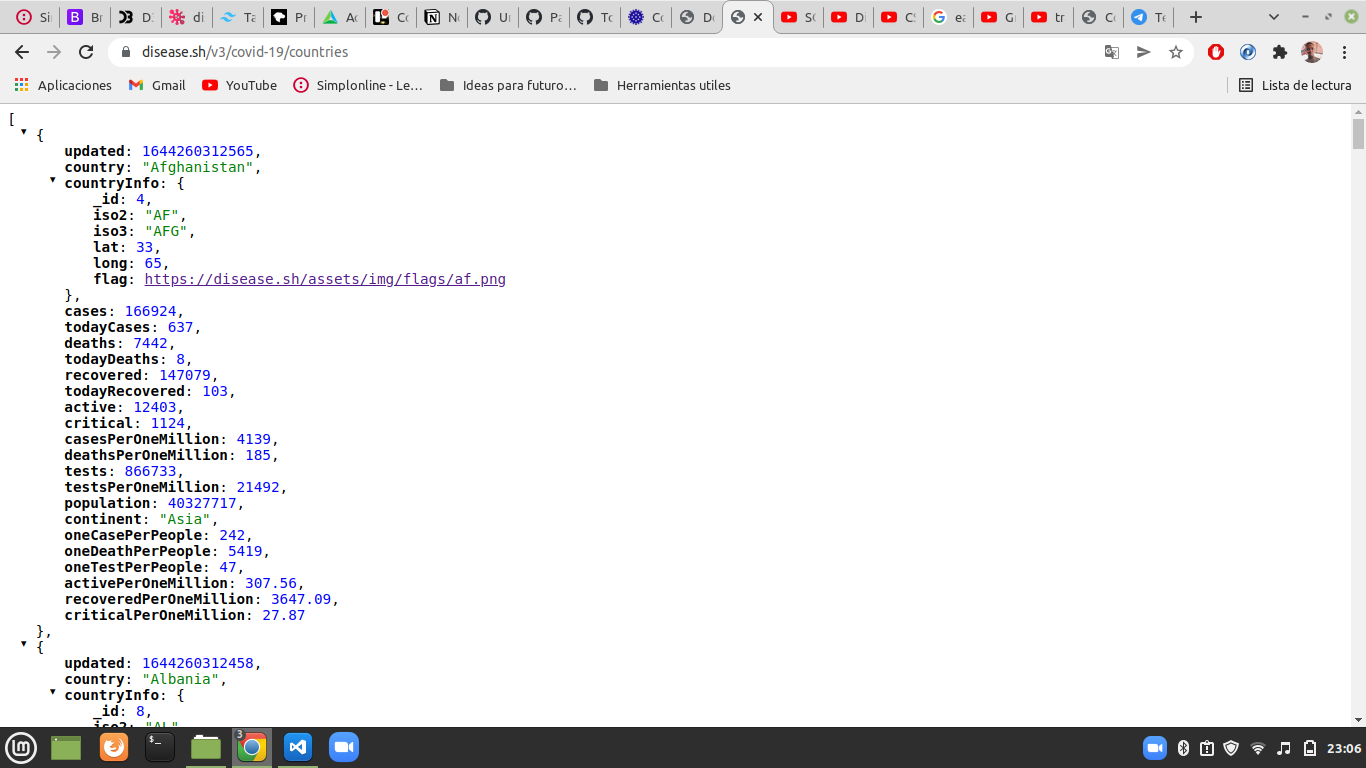 Si
Br
D3
di
Ta
Pr
Ac
Co
No
Ur
Pa
To
Co
De
SO
DI
CS
ea
Gi
tr
Co
Te
disease.sh/v3/covid-19/countries
Aplicaciones
Gmail
YouTube
Simplonline - Le...
Ideas para futuro...
Herramientas utiles
Lista de lectura
[
{
updated: 1644260312565,
country: "Afghanistan",
countryInfo: {
_id: 4,
iso2: "AF",
iso3: "AFG",
lat: 33,
long: 65,
flag: https://disease.sh/assets/img/flags/af.png
},
cases: 166924,
todayCases: 637,
deaths: 7442,
todayDeaths: 8,
recovered: 147079,
todayRecovered: 103,
active: 12403,
critical: 1124,
casesPerOneMillion: 4139,
deathsPerOneMillion: 185,
tests: 866733,
testsPerOneMillion: 21492,
population: 40327717,
continent: "Asia",
oneCasePerPeople: 242,
oneDeathPerPeople: 5419,
oneTestPerPeople: 47,
activePerOneMillion: 307.56,
recoveredPerOneMillion: 3647.09,
criticalPerOneMillion: 27.87
},
{
updated: 1644260312458,
country: "Albania",
countryInfo: {
_id: 8,
iso2: "AL"
3
23:06